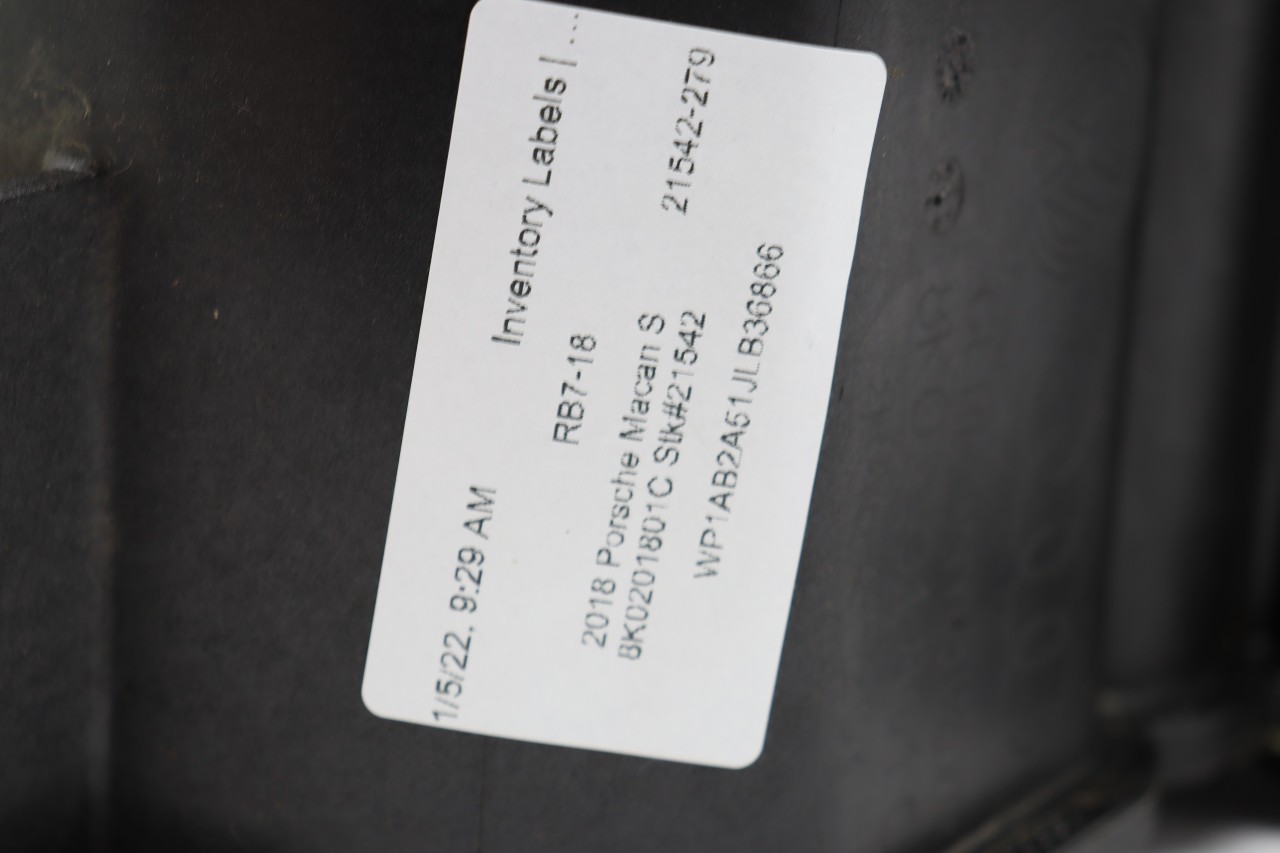 1/5/22, 9:29 AM Inventory Labels | ...
RB7-18
2018 Porsche Macan S
8K0201801C Stk#21542 21542-279
WP1AB2A51JLB36866